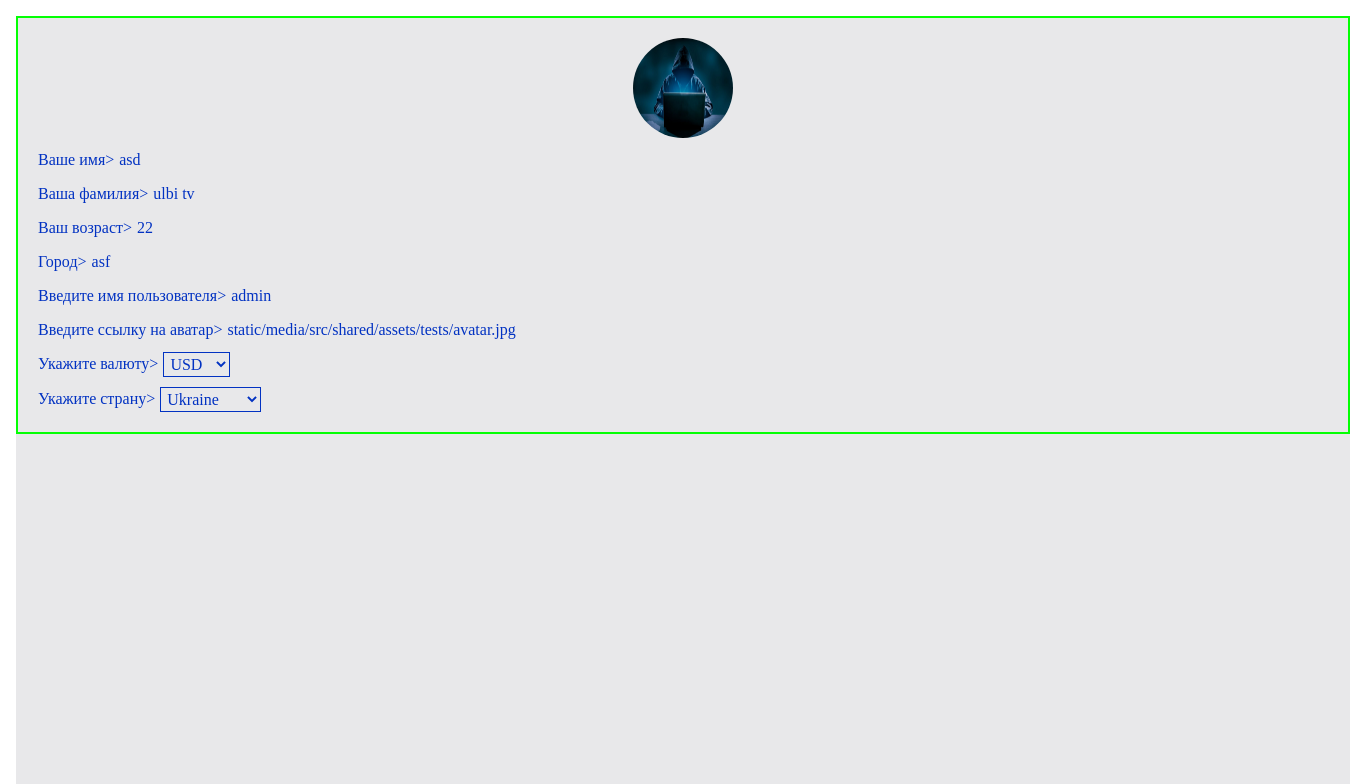 Ваше имя> asd
Ваша фамилия> ulbi tv
Ваш возраст> 22
Город> asf
Введите имя пользователя> admin
Введите ссылку на аватар> static/media/src/shared/assets/tests/avatar.jpg
Укажите валюту> USD
Укажите страну> Ukraine